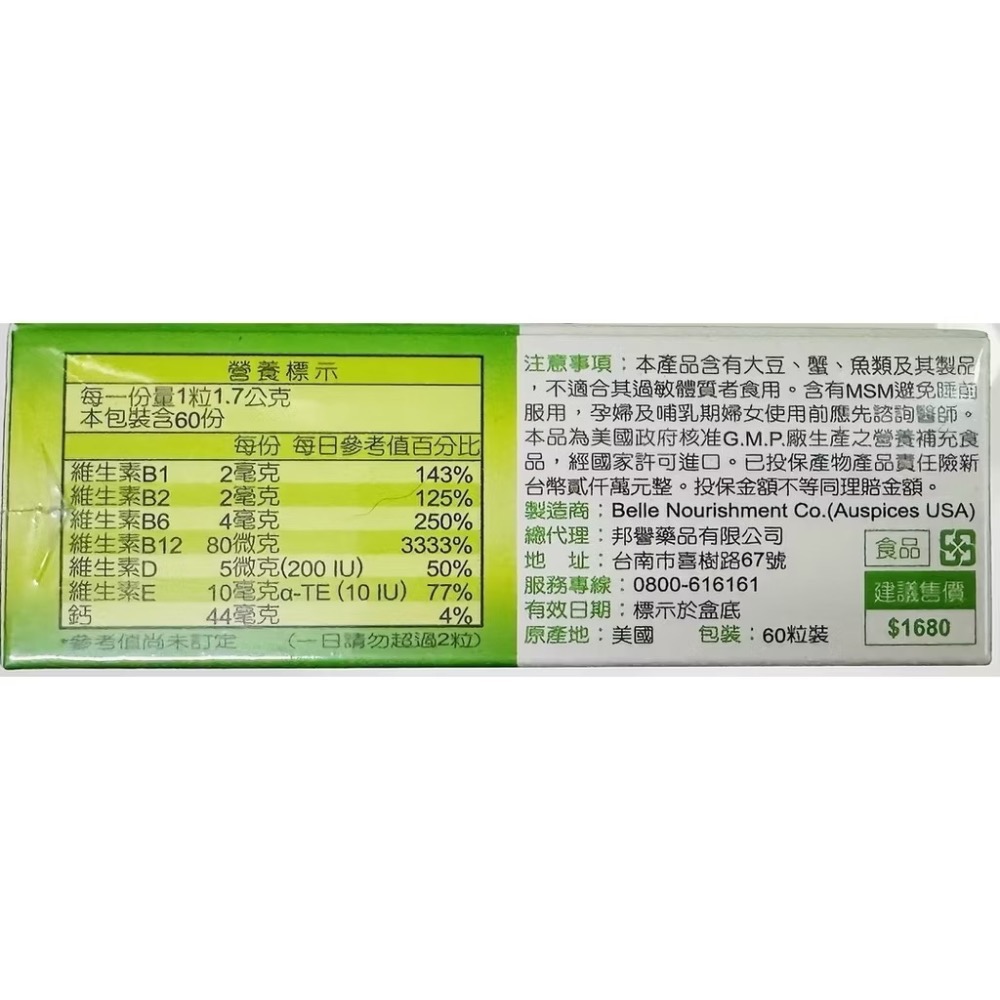 營養標示
每一份量1粒1.7公克
本包裝含60份
每份 每日參考值百分比
維生素B1 2毫克 143%
維生素B2 2毫克 125%
維生素B6 4毫克 250%
維生素B12 80微克 3333%
維生素D 5微克(200 IU) 50%
維生素E 10毫克α-TE (10 IU) 77%
鈣 44毫克 4%
*參考值尚未訂定 (一日請勿超過2粒)
注意事項：本產品含有大豆、蟹、魚類及其製品
，不適合其過敏體質者食用。含有MSM避免睡前
服用，孕婦及哺乳期婦女使用前應先諮詢醫師。
本品為美國政府核准G.M.P.廠生產之營養補充食
品，經國家許可進口。已投保產物產品責任險新
台幣貳仟萬元整。投保金額不等同理賠金額。
製造商：Belle Nourishment Co.(Auspices USA)
總代理：邦譽藥品有限公司
地 址：台南市喜樹路67號
服務專線：0800-616161
有效日期：標示於盒底
原產地：美國 包裝：60粒裝
食品
建議售價
$1680